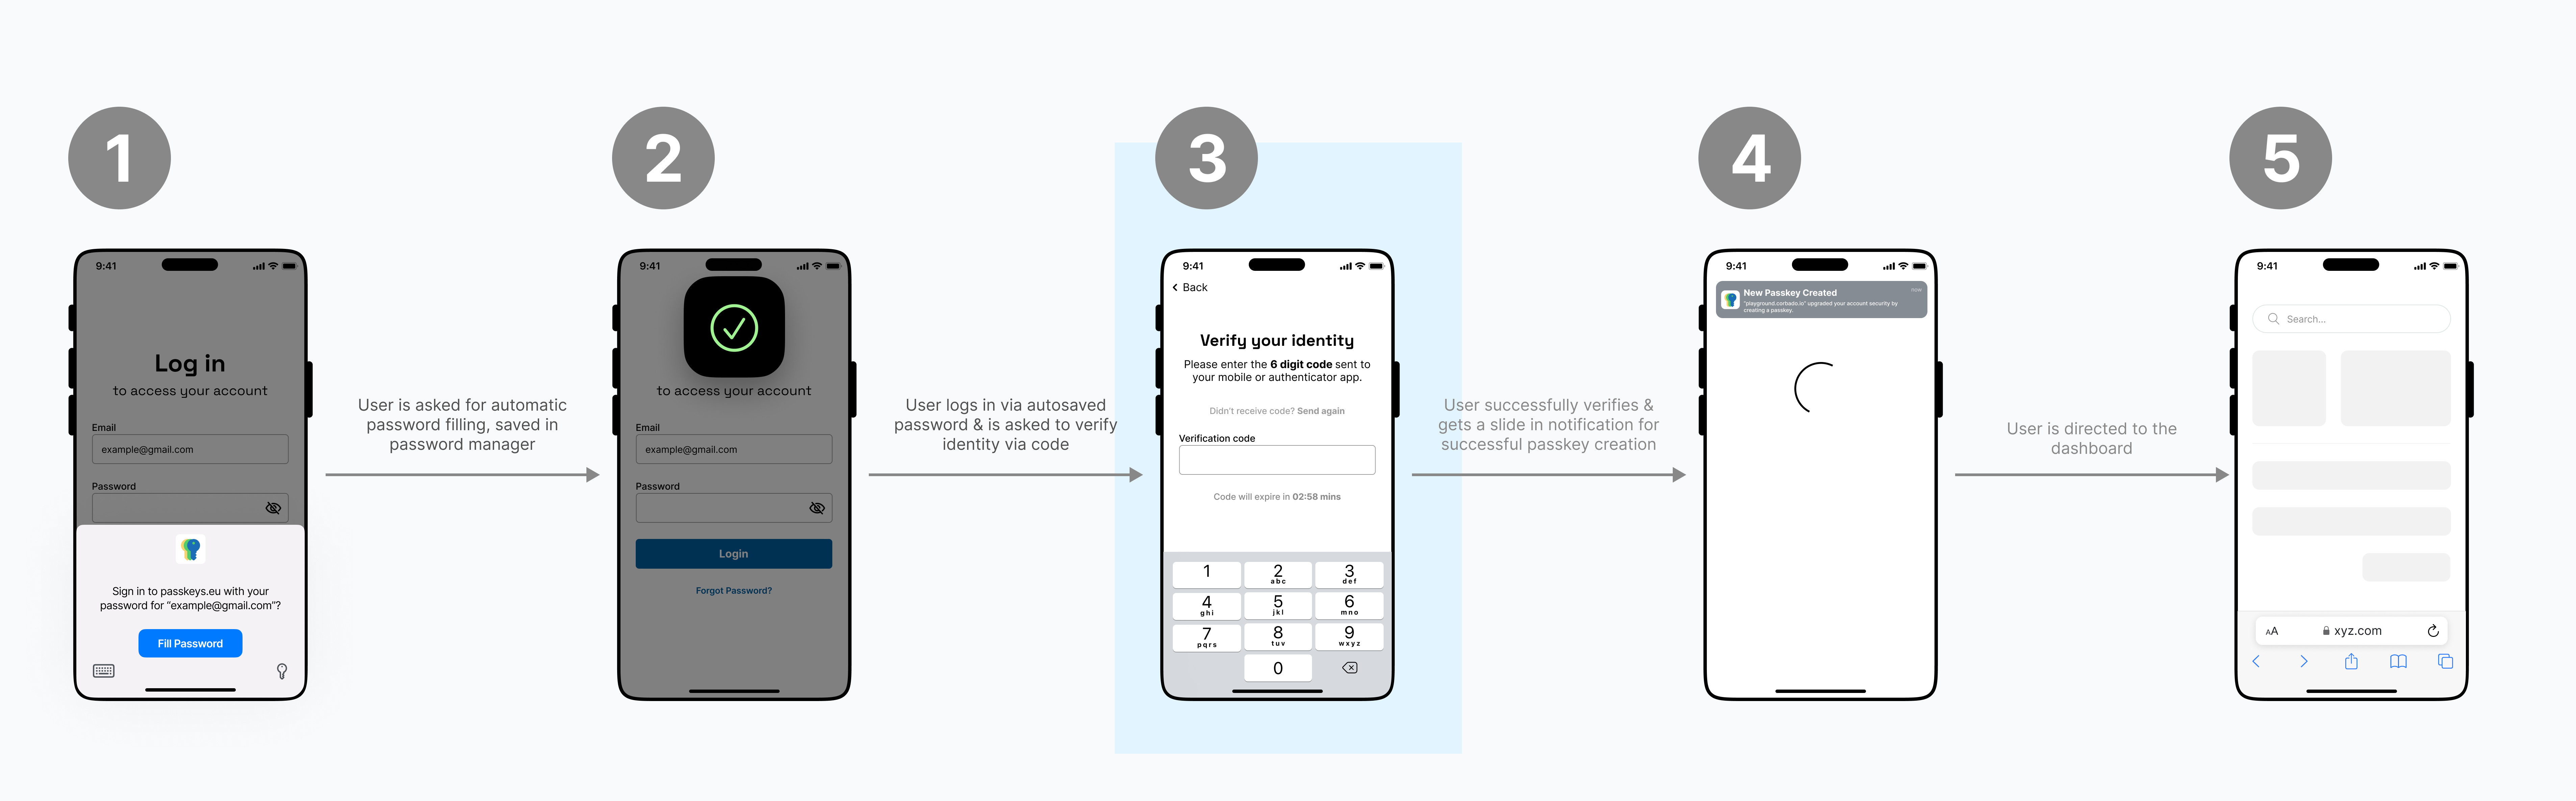 1
9:41
Log in
to access your account
Email
example@gmail.com
Password
Sign in to passkeys.eu with your
password for “example@gmail.com”?
Fill Password
User is asked for automatic
password filling, saved in
password manager
2
9:41
to access your account
Email
example@gmail.com
Password
Login
Forgot Password?
User logs in via autosaved
password & is asked to verify
identity via code
3
9:41
Back
Verify your identity
Please enter the 6 digit code sent to
your mobile or authenticator app.
Didn't receive code? Send again
Verification code
Code will expire in 02:58 mins
1
2
abc
3
def
4
ghi
5
jkl
6
mno
7
pqrs
8
tuv
9
wxyz
0
User successfully verifies &
gets a slide in notification for
successful passkey creation
4
9:41
New Passkey Created
now
"playground.corbado.io" upgraded your account security by
creating a passkey.
User is directed to the
dashboard
5
9:41
Search...
AA
xyz.com